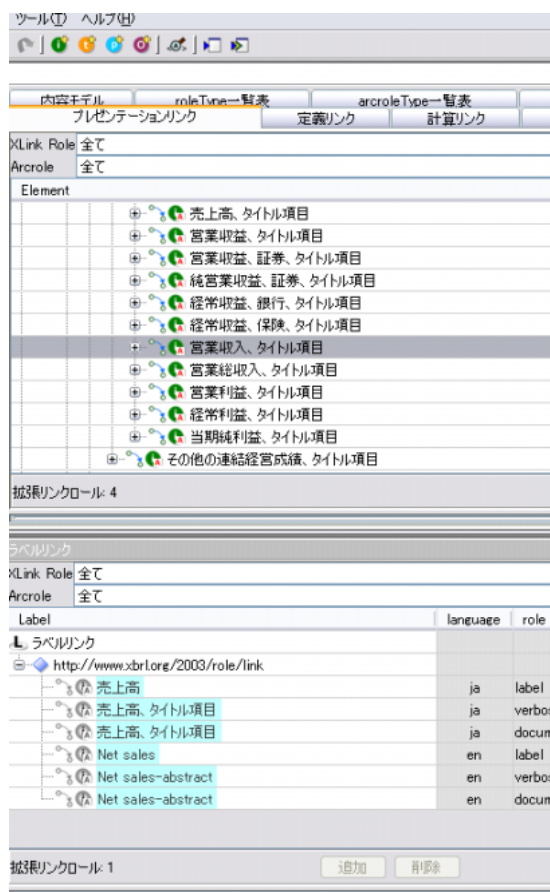 ツール(T) ヘルプ(H)
内容モデル roleType一覧表 arcroleType一覧表
プレゼンテーションリンク 定義リンク 計算リンク
XLink Role 全て
Arcrole 全て
Element
売上高、タイトル項目
営業収益、タイトル項目
営業収益、証券、タイトル項目
純営業収益、証券、タイトル項目
経常収益、銀行、タイトル項目
経常収益、保険、タイトル項目
営業収入、タイトル項目
営業総収入、タイトル項目
営業利益、タイトル項目
経常利益、タイトル項目
当期純利益、タイトル項目
その他の連結経営成績、タイトル項目
拡張リンクロール: 4
ラベルリンク
XLink Role 全て
Arcrole 全て
Label language role
ラベルリンク
http://www.xbrl.org/2003/role/link
売上高 ja label
売上高、タイトル項目 ja verbos
売上高、タイトル項目 ja docum
Net sales en label
Net sales-abstract en verbos
Net sales-abstract en docum
拡張リンクロール: 1 追加 削除